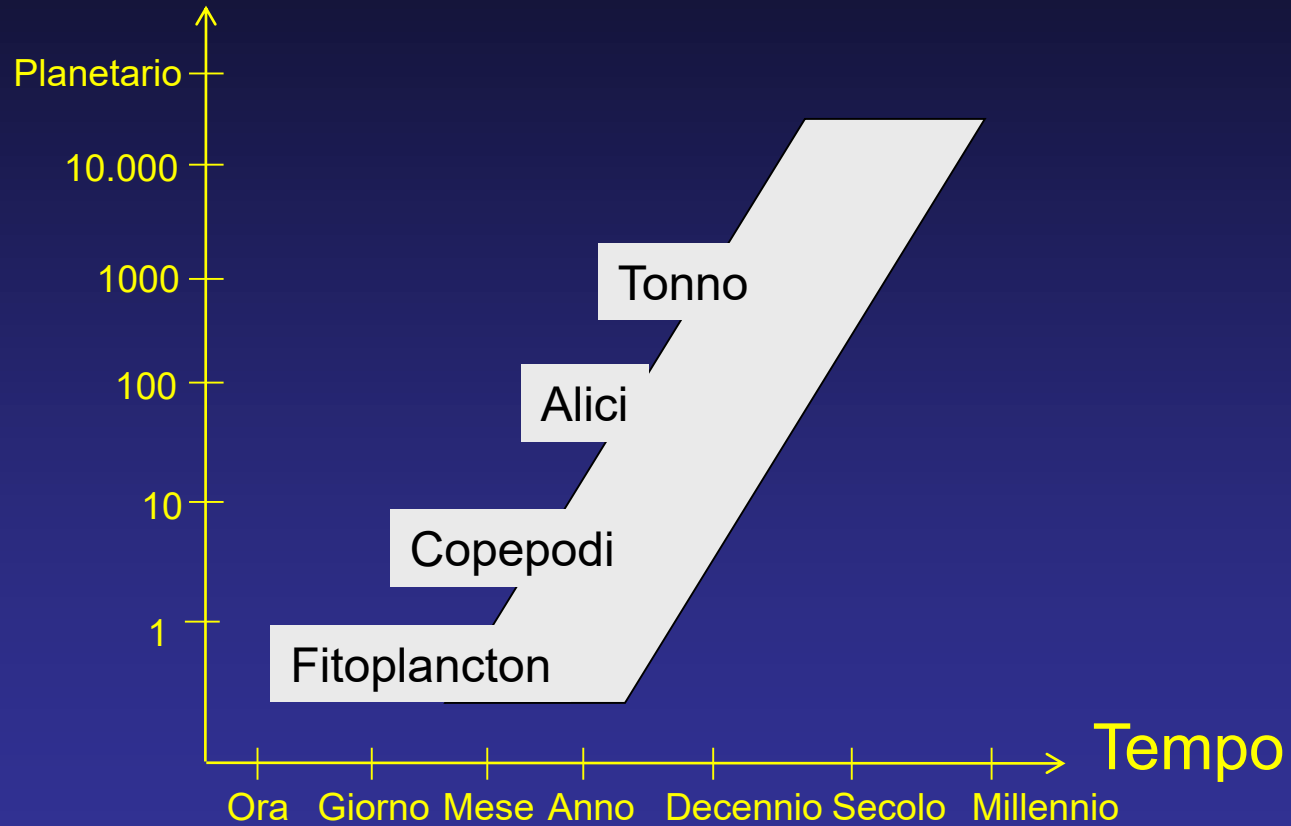 Planetario
10.000
1000
100
10
1
Tonno
Alici
Copepodi
Fitoplancton
Tempo
Ora Giorno Mese Anno Decennio Secolo Millennio